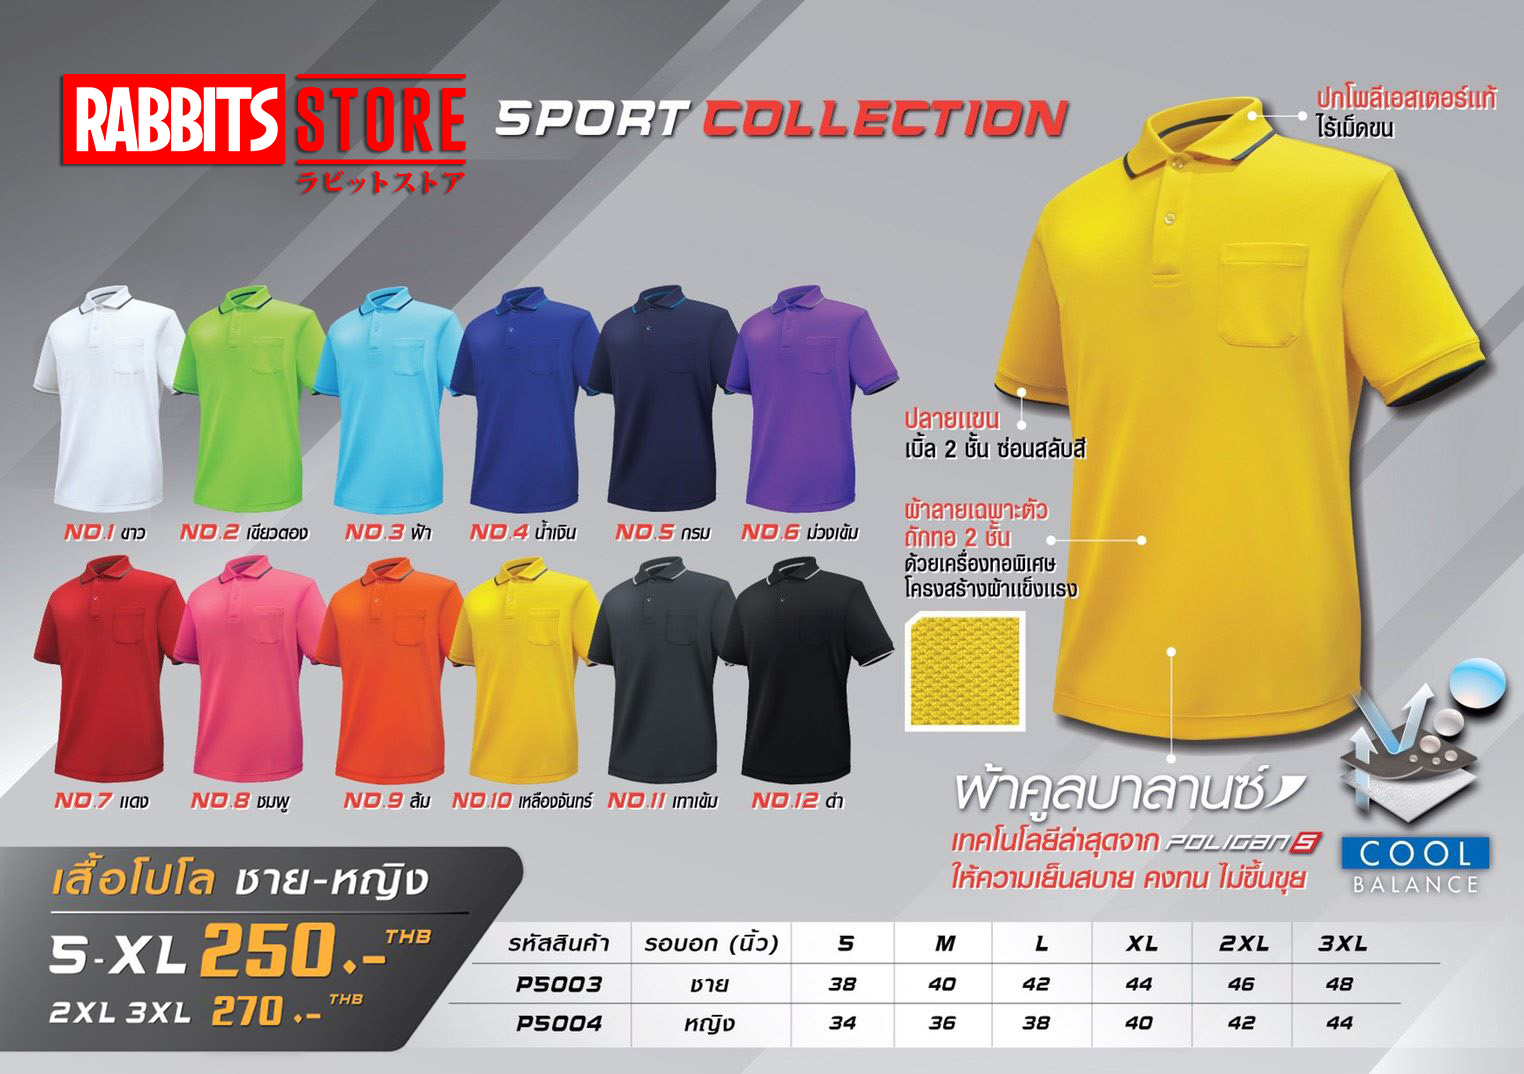 RABBITS STORE
ラビットストア
SPORT COLLECTION
ปกโพลีเอสเตอร์แท้
ไร้เม็ดขน
ปลายแขน
เบิ้ล 2 ชั้น ซ่อนสลับสี
ผ้าลายเฉพาะตัว
ถักทอ 2 ชั้น
ด้วยเครื่องทอพิเศษ
โครงสร้างผ้าแข็งแรง
NO.1 ขาว
NO.2 เขียวตอง
NO.3 ฟ้า
NO.4 น้ำเงิน
NO.5 กรม
NO.6 ม่วงเข้ม
NO.7 แดง
NO.8 ชมพู
NO.9 ส้ม
NO.10 เหลืองจันทร์
NO.11 เทาเข้ม
NO.12 ดำ
ผ้าคูลบาลานซ์
เทคโนโลยีล่าสุดจาก POLIGAN S
ให้ความเย็นสบาย คงทน ไม่ขึ้นขุย
COOL
BALANCE
เสื้อโปโล ชาย-หญิง
S-XL 250.- THB
2XL 3XL 270.- THB
รหัสสินค้า รอบอก (นิ้ว) S M L XL 2XL 3XL
P5003 ชาย 38 40 42 44 46 48
P5004 หญิง 34 36 38 40 42 44